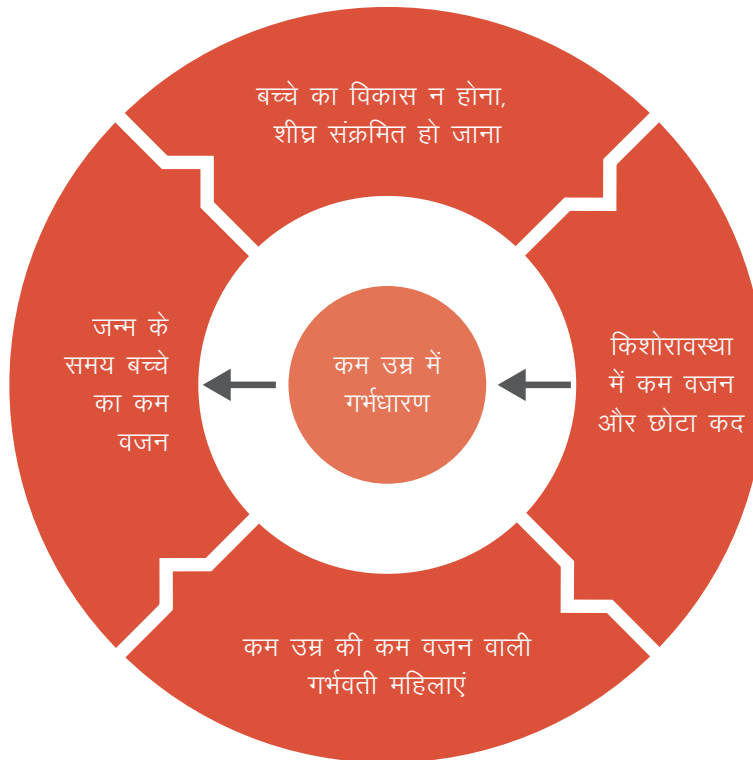 बच्चे का विकास न होना,
शीघ्र संक्रमित हो जाना
जन्म के
समय बच्चे
का कम
वजन
कम उम्र में
गर्भधारण
किशोरावस्था
में कम वजन
और छोटा कद
कम उम्र की कम वजन वाली
गर्भवती महिलाएं